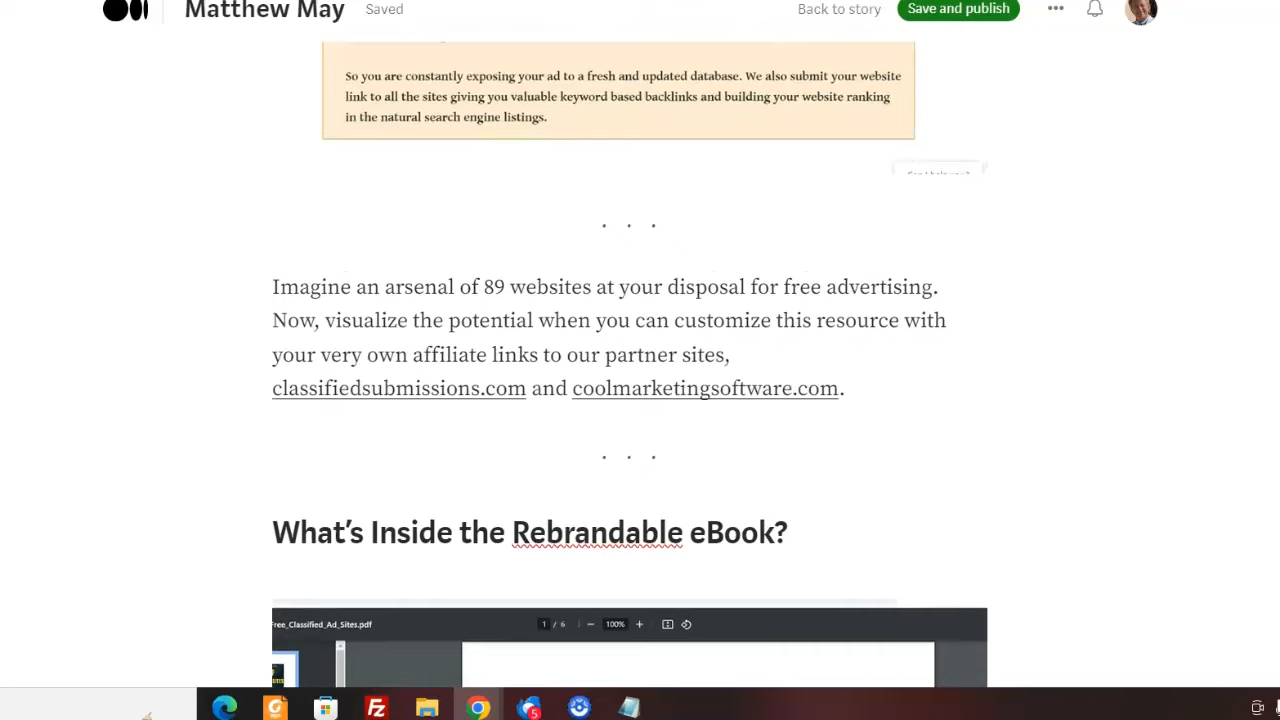 Matthew May
Saved
Back to story
Save and publish
So you are constantly exposing your ad to a fresh and updated database. We also submit your website
link to all the sites giving you valuable keyword based backlinks and building your website ranking
in the natural search engine listings.
Imagine an arsenal of 89 websites at your disposal for free advertising.
Now, visualize the potential when you can customize this resource with
your very own affiliate links to our partner sites,
classifiedsubmissions.com and coolmarketingsoftware.com.
What’s Inside the Rebrandable eBook?
Free_Classified_Ad_Sites.pdf
1 / 6
100%
5